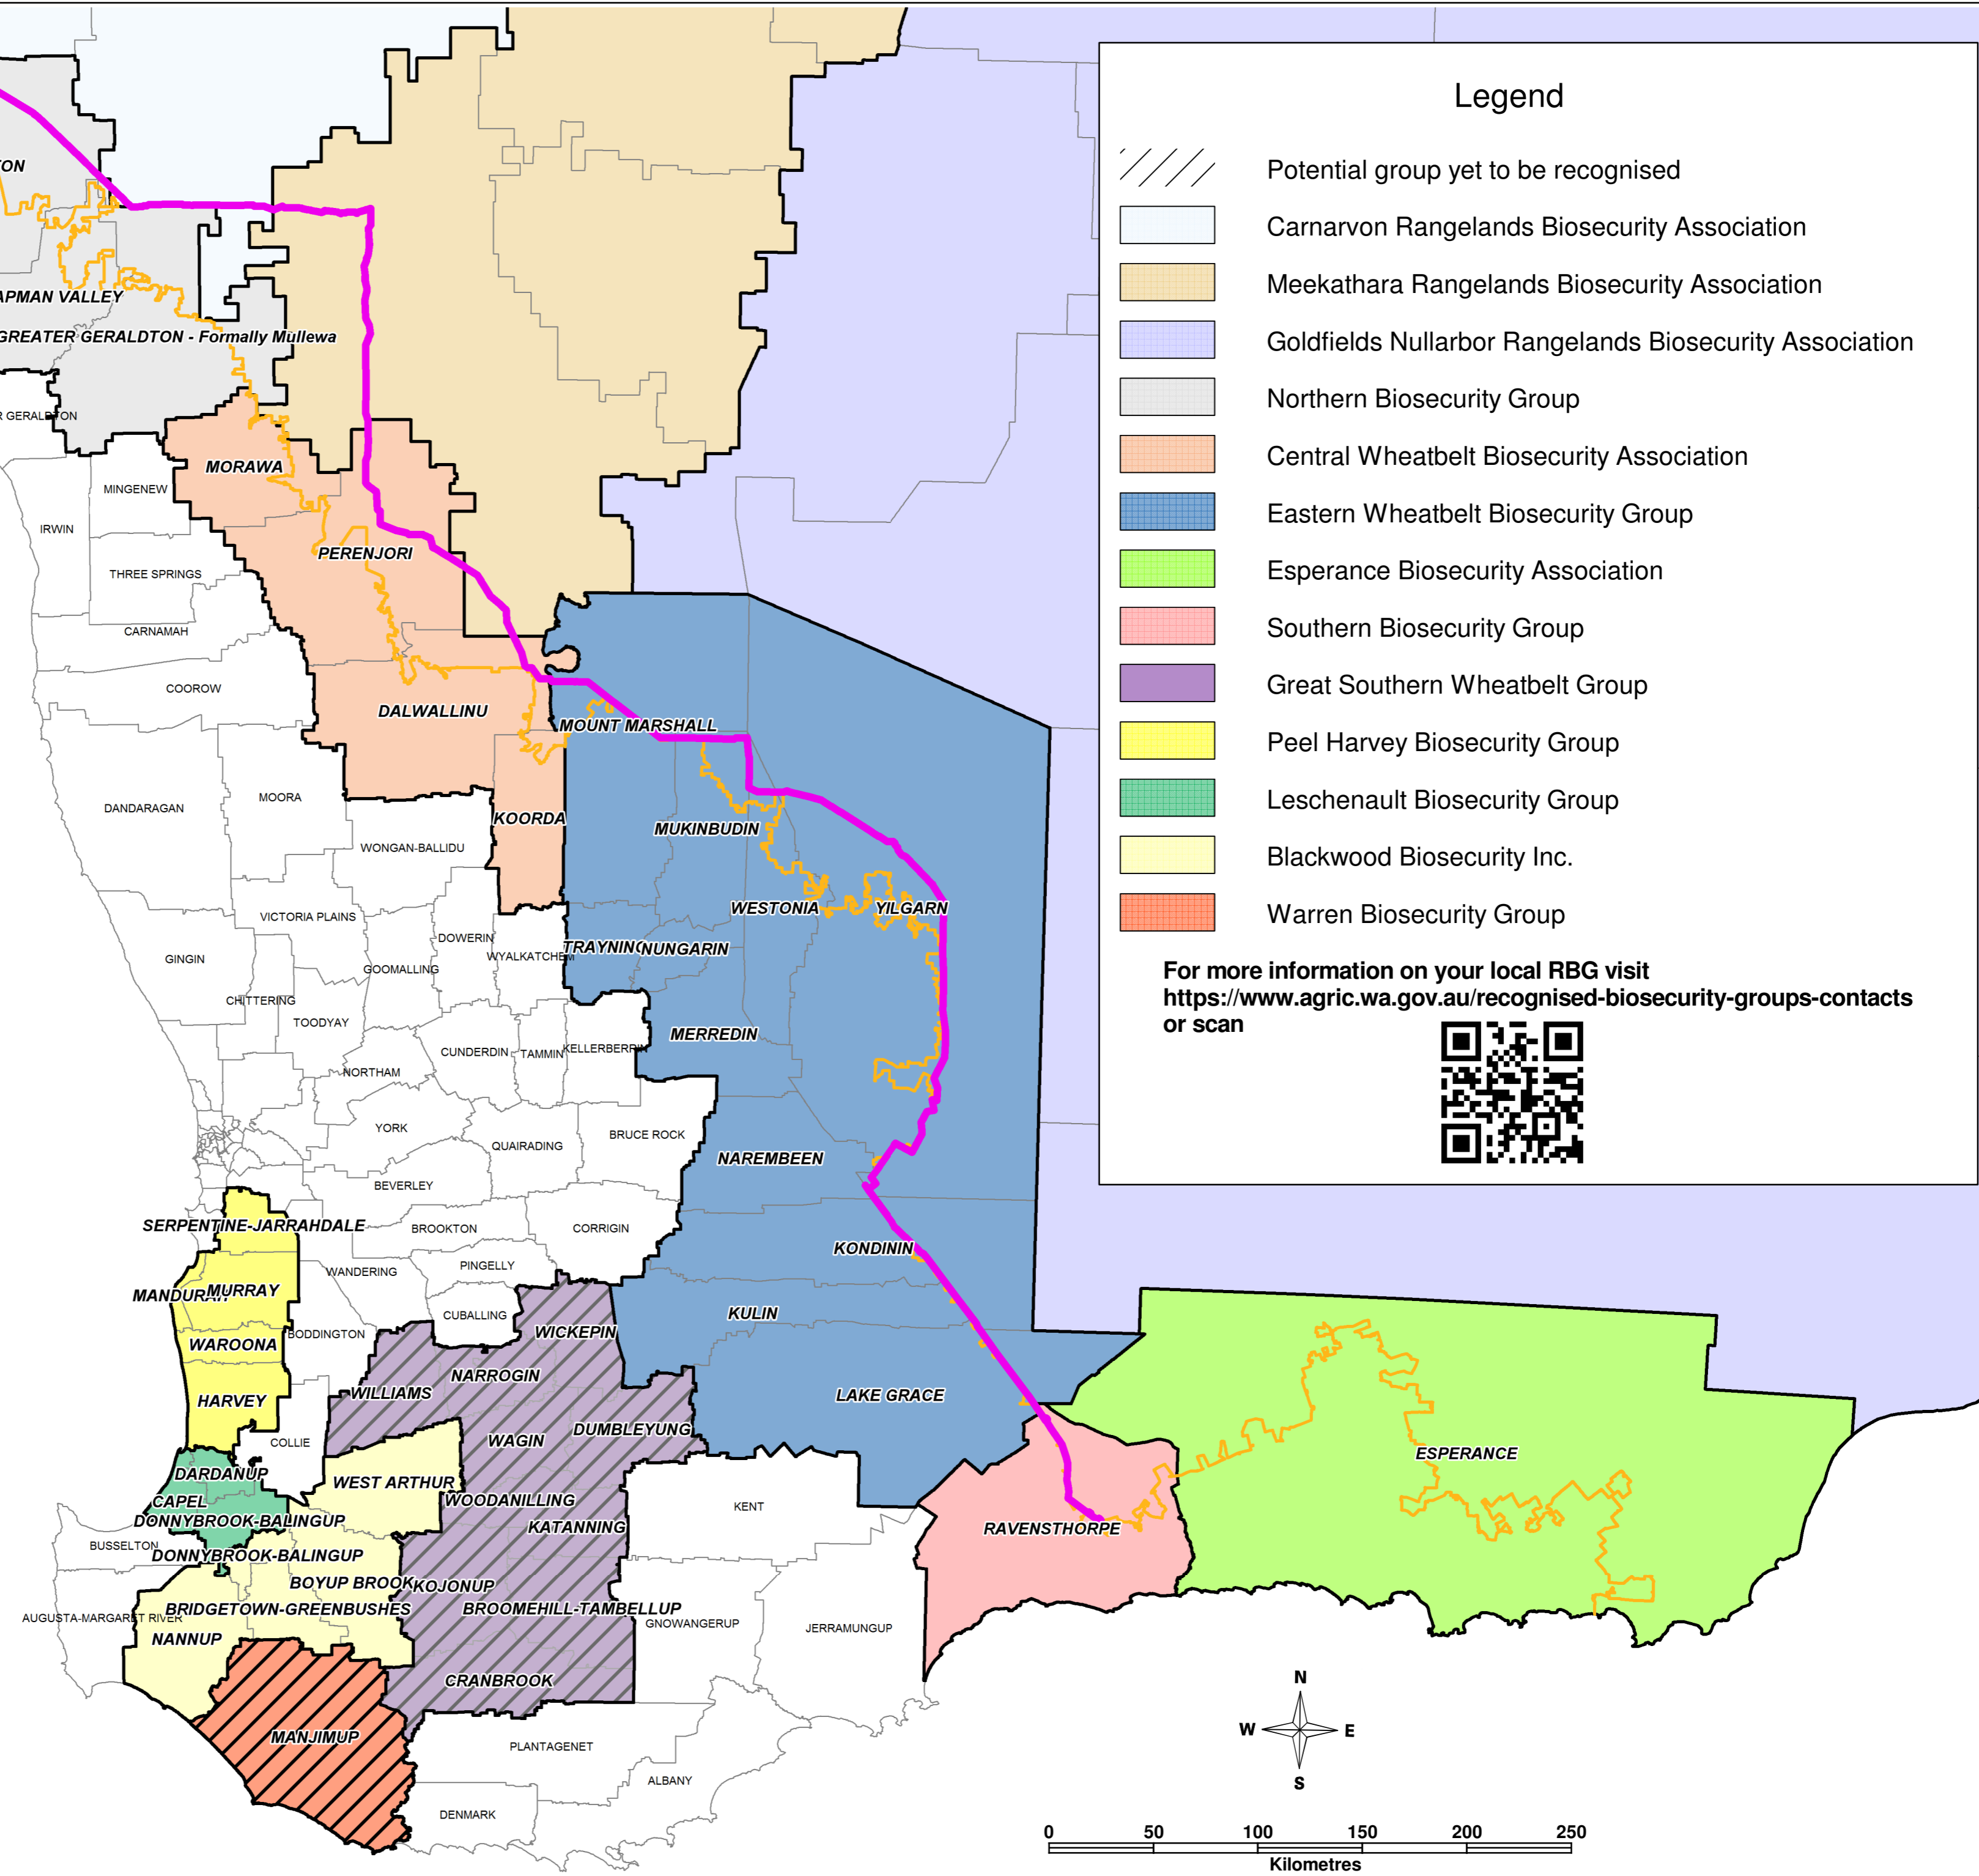 Legend
Potential group yet to be recognised
Carnarvon Rangelands Biosecurity Association
Meekathara Rangelands Biosecurity Association
Goldfields Nullarbor Rangelands Biosecurity Association
Northern Biosecurity Group
Central Wheatbelt Biosecurity Association
Eastern Wheatbelt Biosecurity Group
Esperance Biosecurity Association
Southern Biosecurity Group
Great Southern Wheatbelt Group
Peel Harvey Biosecurity Group
Leschenault Biosecurity Group
Blackwood Biosecurity Inc.
Warren Biosecurity Group
For more information on your local RBG visit
https://www.agric.wa.gov.au/recognised-biosecurity-groups-contacts
or scan
TON
APMAN VALLEY
GREATER GERALDTON - Formally Mullewa
R GERALDTON
MORAWA
MINGENEW
IRWIN
PERENJORI
THREE SPRINGS
CARNAMAH
COOROW
DALWALLINU
MOUNT MARSHALL
MOORA
DANDARAGAN
KOORDA
MUKINBUDIN
WONGAN-BALLIDU
WESTONIA
YILGARN
VICTORIA PLAINS
DOWERIN
TRAYNING
NUNGARIN
WYALKATCHEM
GINGIN
GOOMALLING
CHITTERING
TOODYAY
MERREDIN
CUNDERDIN
TAMMIN
KELLERBERRIN
NORTHAM
YORK
BRUCE ROCK
QUAIRADING
NAREMBEEN
BEVERLEY
SERPENTINE-JARRAHDALE
BROOKTON
CORRIGIN
KONDININ
PINGELLY
WANDERING
MURRAY
MANDURAH
KULIN
CUBALLING
WICKEPIN
BODDINGTON
WAROONA
NARROGIN
WILLIAMS
LAKE GRACE
HARVEY
DUMBLEYUNG
WAGIN
COLLIE
ESPERANCE
DARDANUP
WEST ARTHUR
CAPEL
WOODANILLING
KENT
DONNYBROOK-BALINGUP
KATANNING
RAVENSTHORPE
BUSSELTON
DONNYBROOK-BALINGUP
BOYUP BROOK
KOJONUP
BRIDGETOWN-GREENBUSHES
BROOMEHILL-TAMBELLUP
AUGUSTA-MARGARET RIVER
GNOWANGERUP
JERRAMUNGUP
NANNUP
CRANBROOK
MANJIMUP
PLANTAGENET
ALBANY
DENMARK
N
W E
S
0 50 100 150 200 250
Kilometres